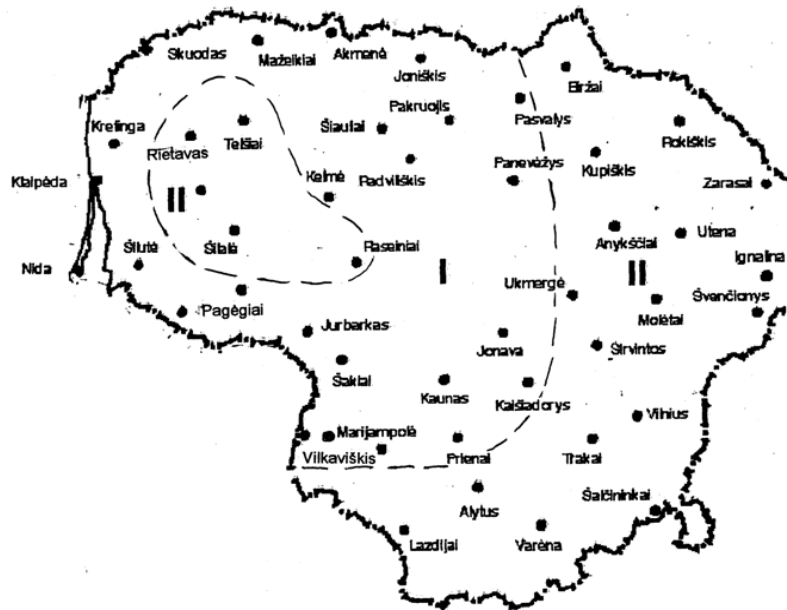 Akmenė
Skuodas
Mažeikiai
Joniškis
Biržai
Pakruojis
Pasvalys
Kretinga
Telšiai
Šiauliai
Rokiškis
Rietavas
Radviliškis
Panevėžys
Kupiškis
Klaipėda
Kelmė
Zarasai
II
Anykščiai
Utena
Šilutė
Šilalė
Raseiniai
Ignalina
Nida
I
II
Ukmergė
Švenčionys
Pagėgiai
Molėtai
Jurbarkas
Jonava
Širvintos
Šakiai
Kaunas
Kaišiadorys
Vilnius
Marijampolė
Vilkaviškis
Prienai
Trakai
Alytus
Šalčininkai
Lazdijai
Varėna